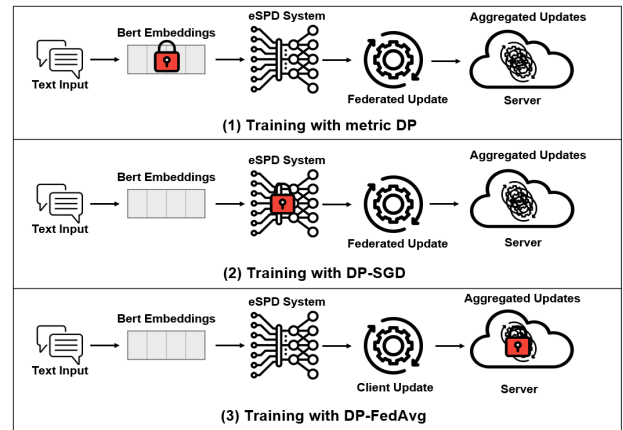 Aggregated Updates
eSPD System
Bert Embeddings
Text Input
Federated Update
Server
(1) Training with metric DP
Aggregated Updates
eSPD System
Bert Embeddings
Text Input
Federated Update
Server
(2) Training with DP-SGD
Aggregated Updates
eSPD System
Bert Embeddings
Text Input
Client Update
Server
(3) Training with DP-FedAvg